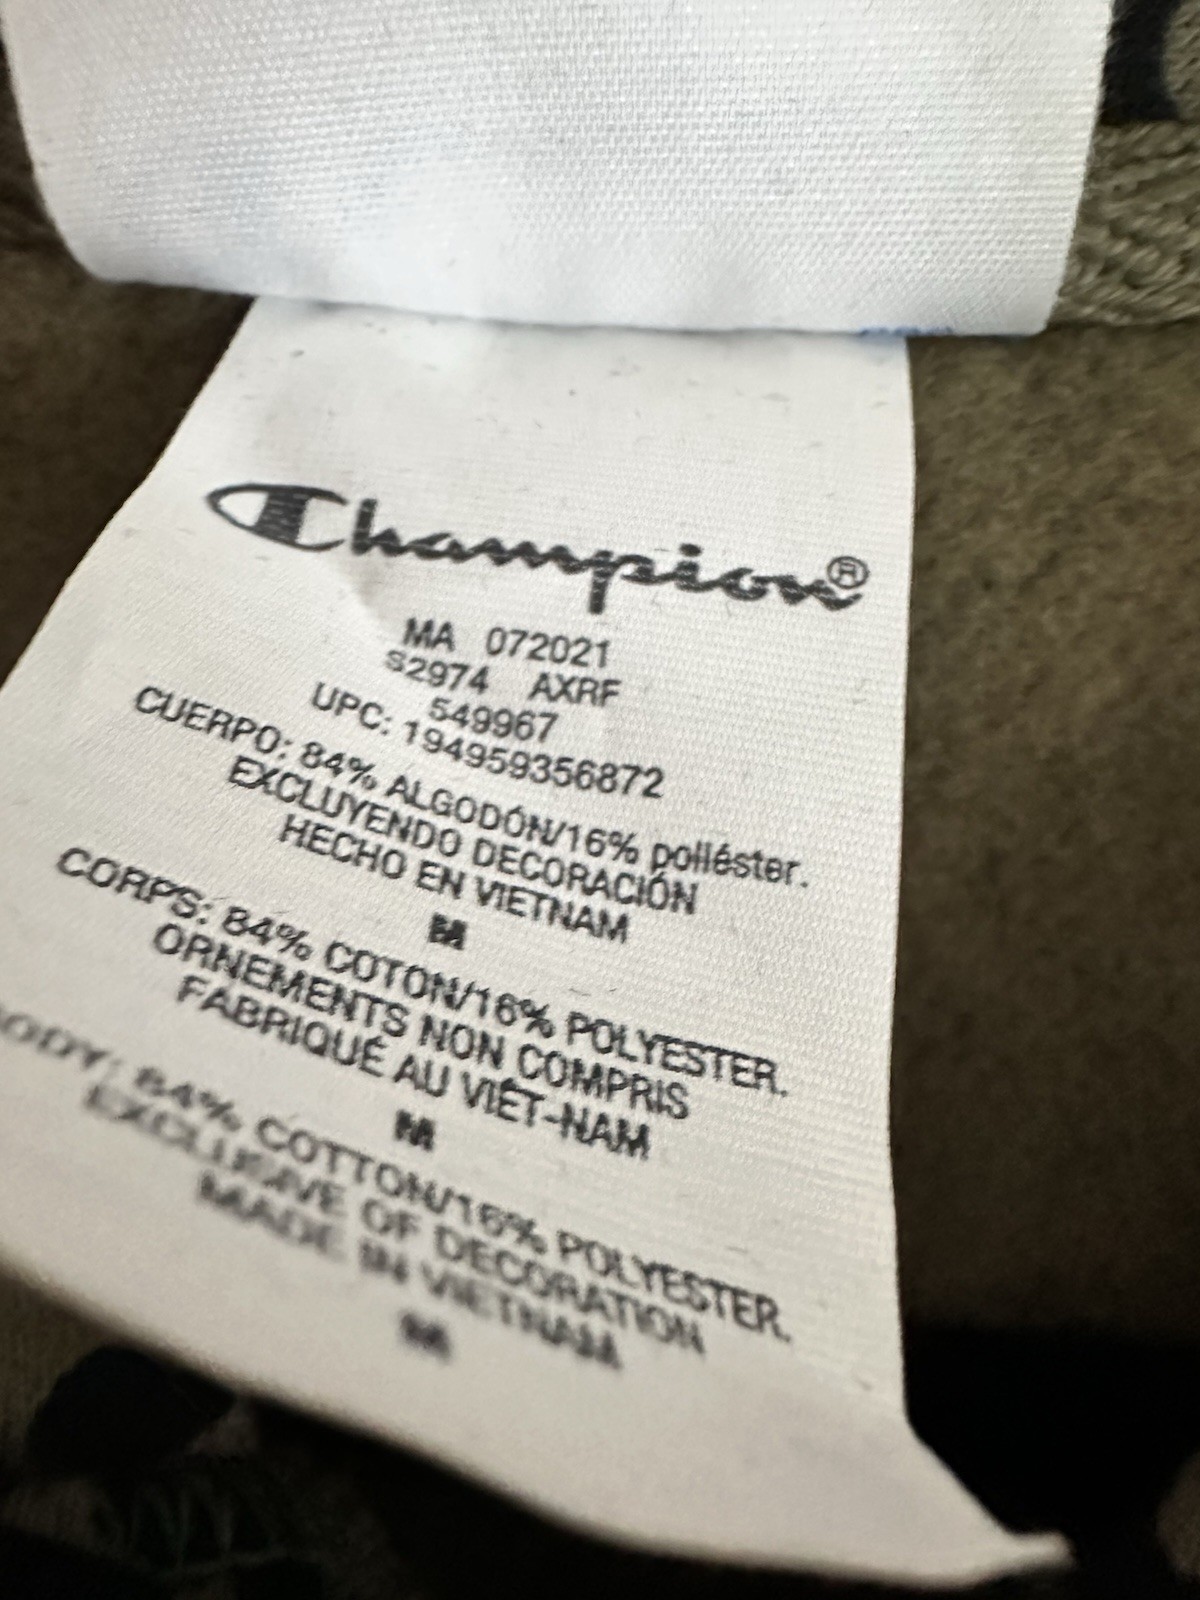 Champion®
MA 072021
S2974 AXRF
549967
UPC: 194959356872
CUERPO: 84% ALGODÓN/16% poliéster.
EXCLUYENDO DECORACIÓN
HECHO EN VIETNAM
M
CORPS: 84% COTON/16% POLYESTER.
ORNEMENTS NON COMPRIS
FABRIQUÉ AU VIÊT-NAM
M
BODY: 84% COTTON/16% POLYESTER.
EXCLUSIVE OF DECORATION
MADE IN VIETNAM
M